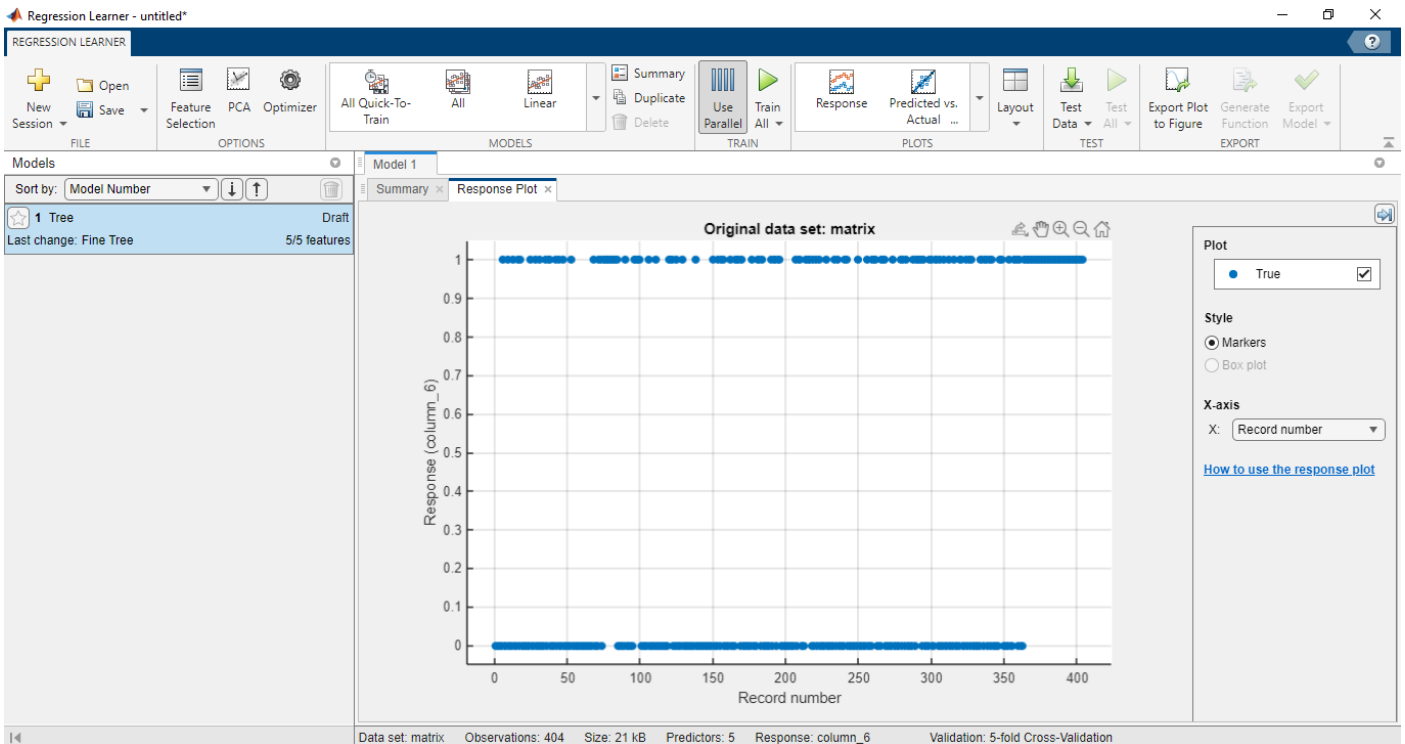 Regression Learner - untitled*
REGRESSION LEARNER
?
New Session
Open
Save
FILE
Feature Selection
PCA
Optimizer
OPTIONS
All Quick-To-Train
All
Linear
Summary
Duplicate
Delete
MODELS
Use Parallel
Train All
TRAIN
Response
Predicted vs. Actual ...
PLOTS
Layout
Test Data
Test All
TEST
Export Plot to Figure
Generate Function
Export Model
EXPORT
Models
Sort by: Model Number
1 Tree Draft
Last change: Fine Tree 5/5 features
Model 1
Summary × Response Plot ×
Original data set: matrix
1
0.9
0.8
0.7
0.6
0.5
0.4
0.3
0.2
0.1
0
Response (column_6)
0 50 100 150 200 250 300 350 400
Record number
Plot
True
Style
Markers
Box plot
X-axis
X: Record number
How to use the response plot
Data set: matrix Observations: 404 Size: 21 kB Predictors: 5 Response: column_6 Validation: 5-fold Cross-Validation